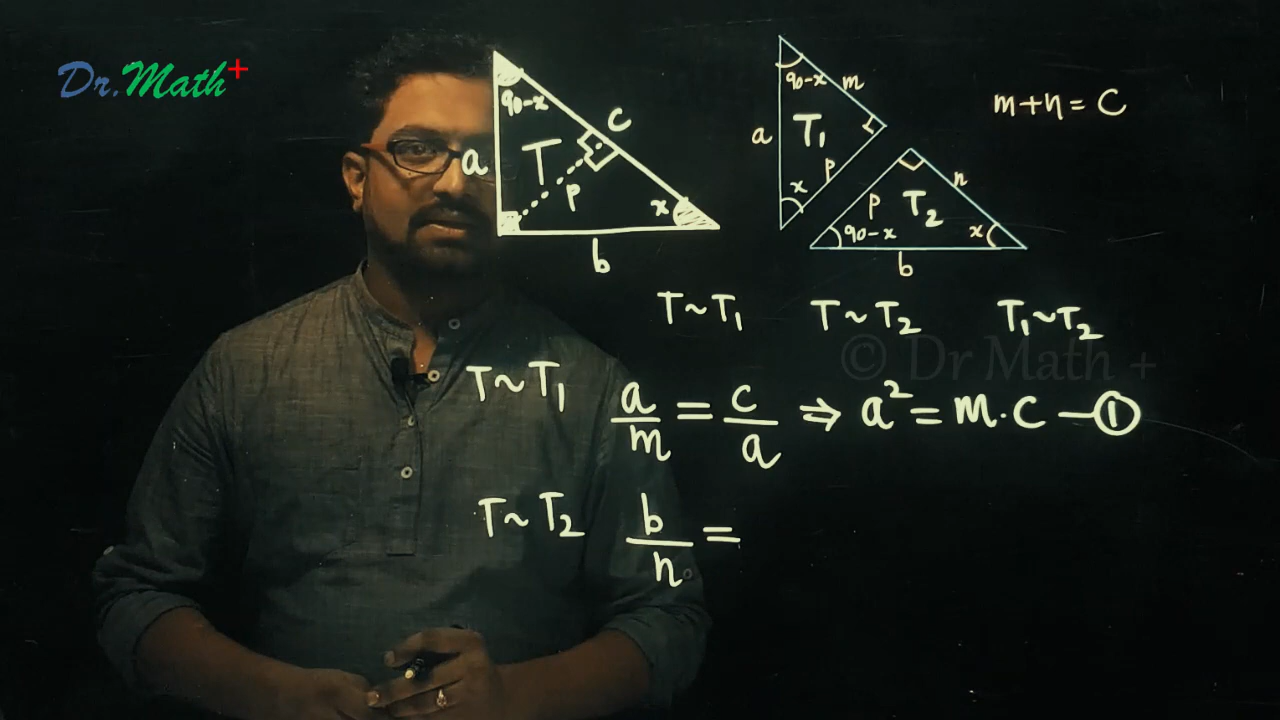 Dr.Math+
90-x
c
a
T
p
x
b
90-x
m
a
T₁
p
x
m+n = c
n
p
T₂
90-x
x
b
T~T₁ T~T₂ T₁~T₂
© Dr Math +
T~T₁ a/m = c/a ⇒ a² = m·c —①
T~T₂ b/n =